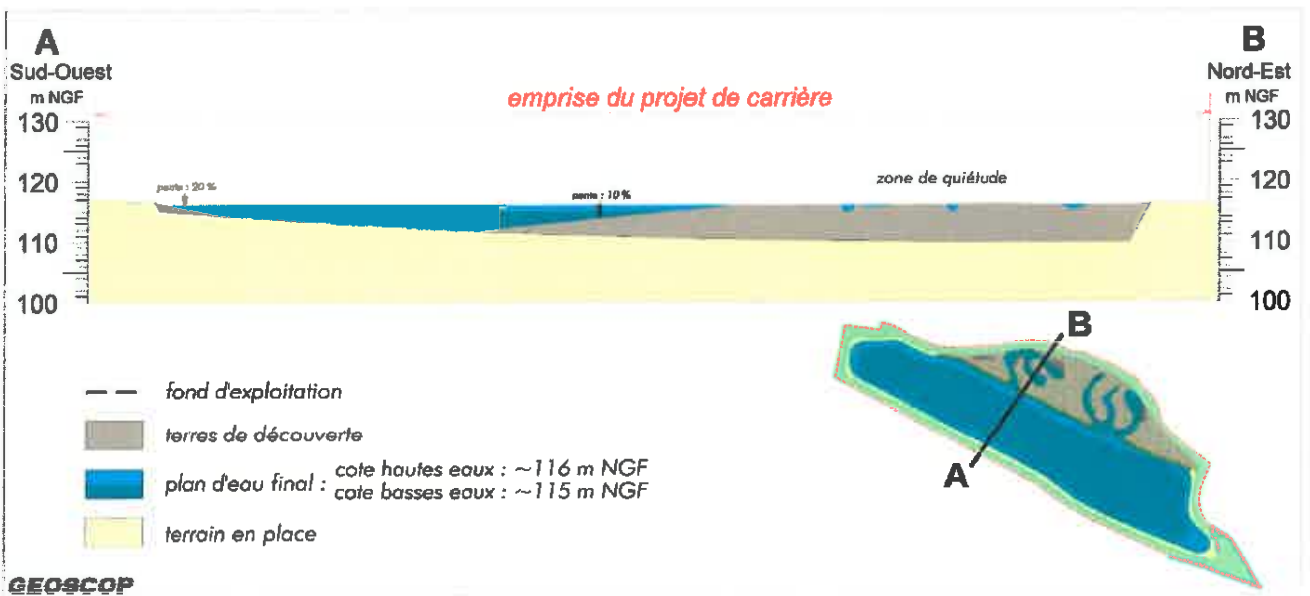 A
B
Sud-Ouest
Nord-Est
m NGF
m NGF
emprise du projet de carrière
130
130
120
120
110
110
100
100
pente : 20 %
pente : 10 %
zone de quiétude
B
A
fond d'exploitation
terres de découverte
plan d'eau final : cote hautes eaux : ~116 m NGF
cote basses eaux : ~115 m NGF
terrain en place
GEOSCOP